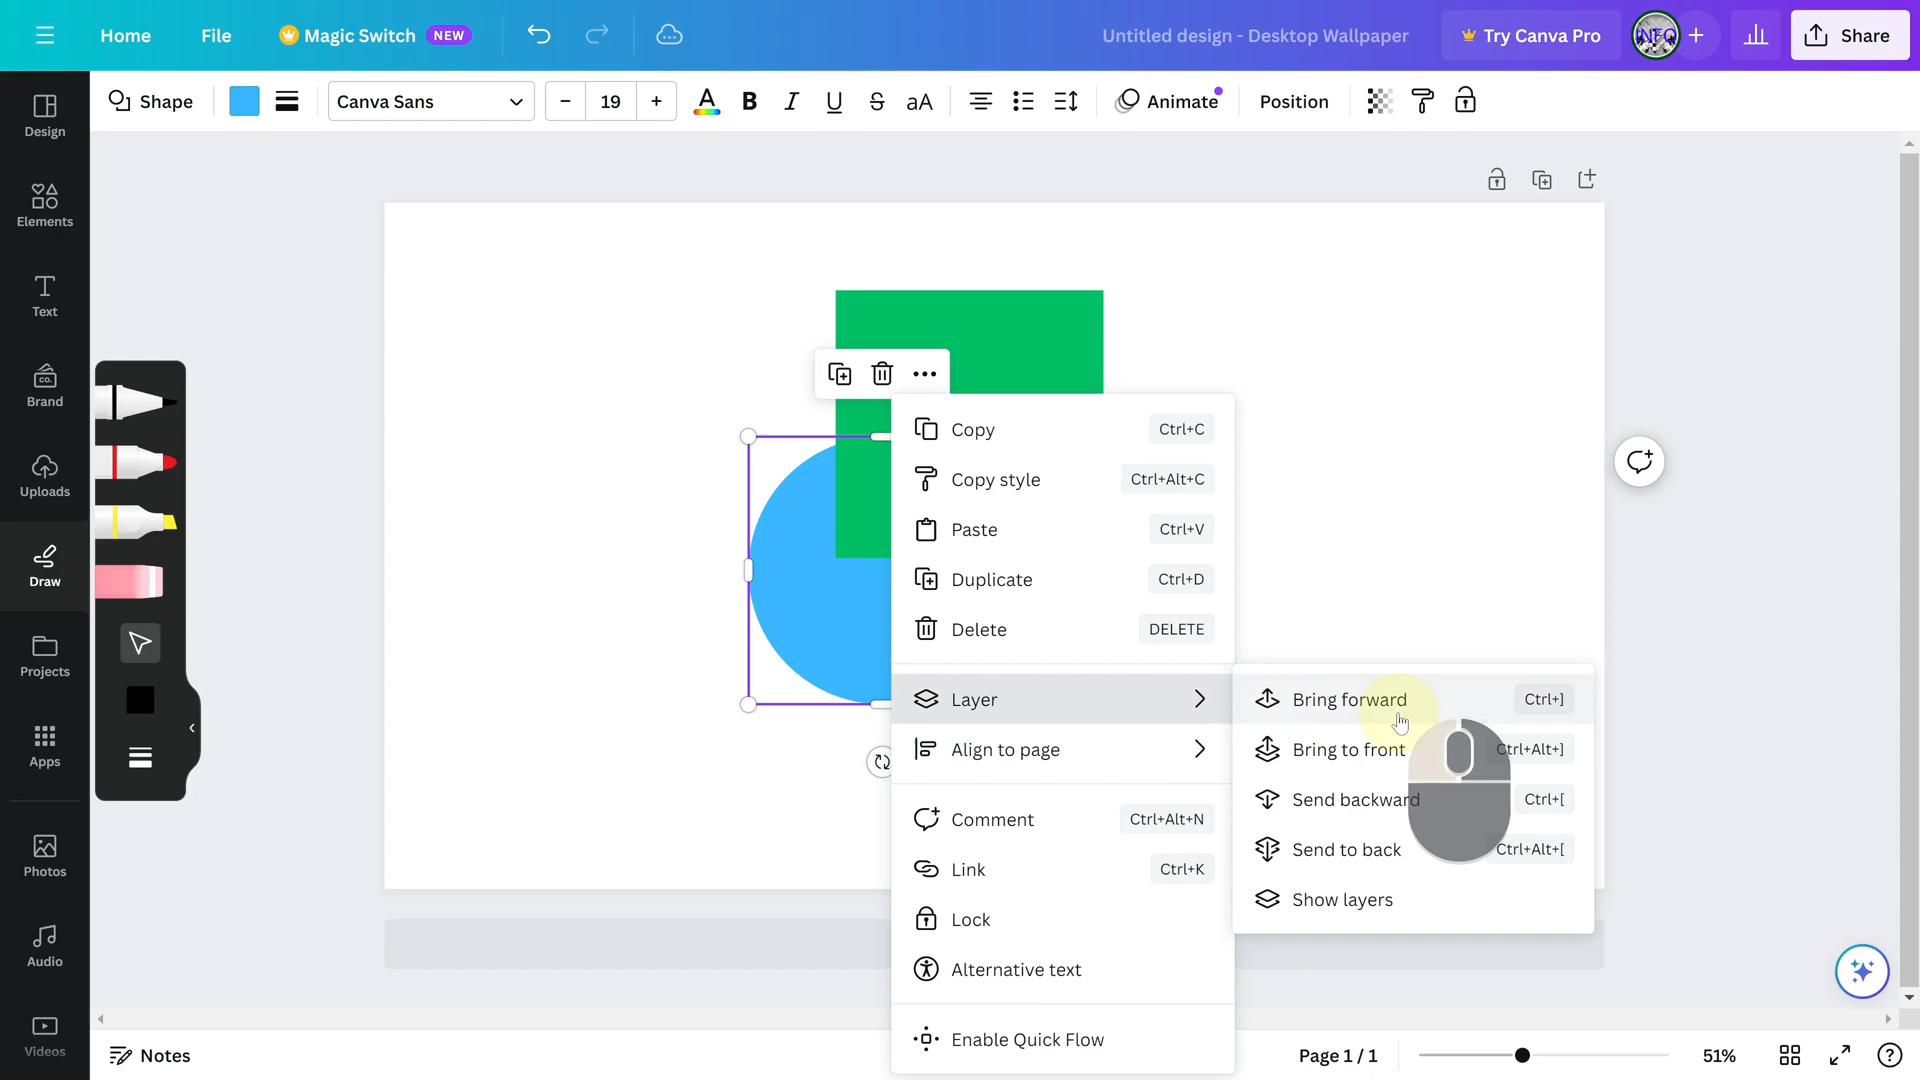 Home File Magic Switch NEW Untitled design - Desktop Wallpaper Try Canva Pro INFO Share
Shape Canva Sans 19 A B I U S aA Animate Position
Design
Elements
Text
CO.
Brand
Uploads
Draw
Projects
Apps
Photos
Audio
Videos
Copy Ctrl+C
Copy style Ctrl+Alt+C
Paste Ctrl+V
Duplicate Ctrl+D
Delete DELETE
Layer
Align to page
Comment Ctrl+Alt+N
Link Ctrl+K
Lock
Alternative text
Enable Quick Flow
Bring forward Ctrl+]
Bring to front Ctrl+Alt+]
Send backward Ctrl+[
Send to back Ctrl+Alt+[
Show layers
Notes Page 1 / 1 51%